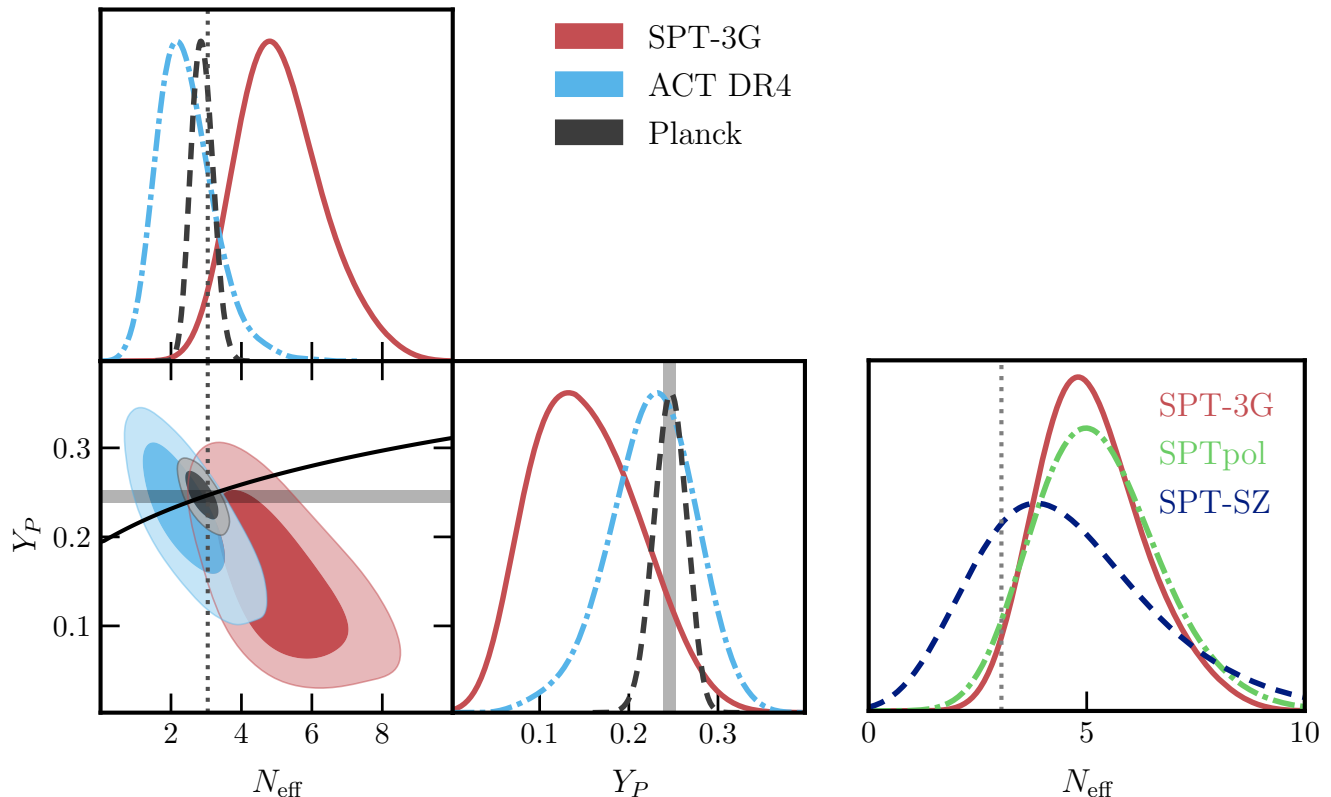 SPT-3G
ACT DR4
Planck
0.3
0.2
0.1
Y_P
2 4 6 8
N_eff
0.1 0.2 0.3
Y_P
SPT-3G
SPTpol
SPT-SZ
0 5 10
N_eff